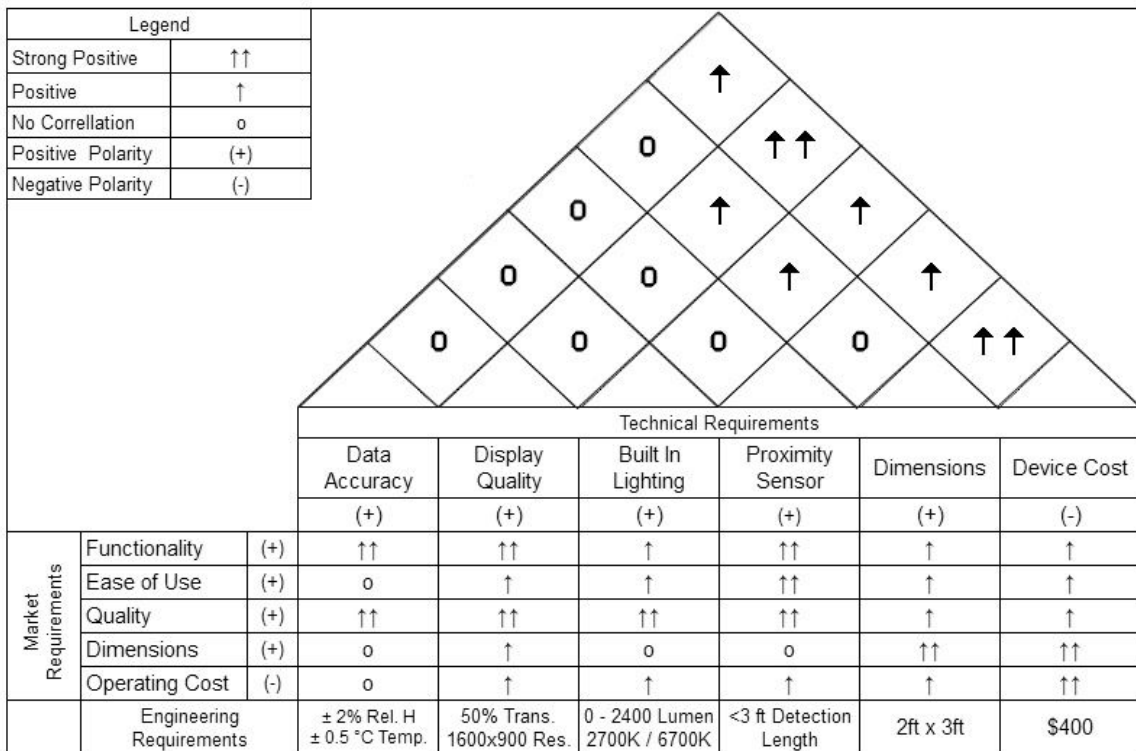 Legend
Strong Positive ↑↑
Positive ↑
No Correllation o
Positive Polarity (+)
Negative Polarity (-)
↑
0 ↑↑
0 ↑ ↑
0 0 ↑ ↑
0 0 0 0 ↑↑
Technical Requirements
Data Accuracy Display Quality Built In Lighting Proximity Sensor Dimensions Device Cost
(+) (+) (+) (+) (+) (-)
Market Requirements
Functionality (+) ↑↑ ↑↑ ↑ ↑↑ ↑ ↑
Ease of Use (+) o ↑ ↑ ↑↑ ↑ ↑
Quality (+) ↑↑ ↑↑ ↑↑ ↑↑ ↑ ↑
Dimensions (+) o ↑ o o ↑↑ ↑↑
Operating Cost (-) o ↑ ↑ ↑ ↑ ↑↑
Engineering Requirements
± 2% Rel. H
± 0.5 °C Temp.
50% Trans.
1600x900 Res.
0 - 2400 Lumen
2700K / 6700K
<3 ft Detection
Length
2ft x 3ft
$400